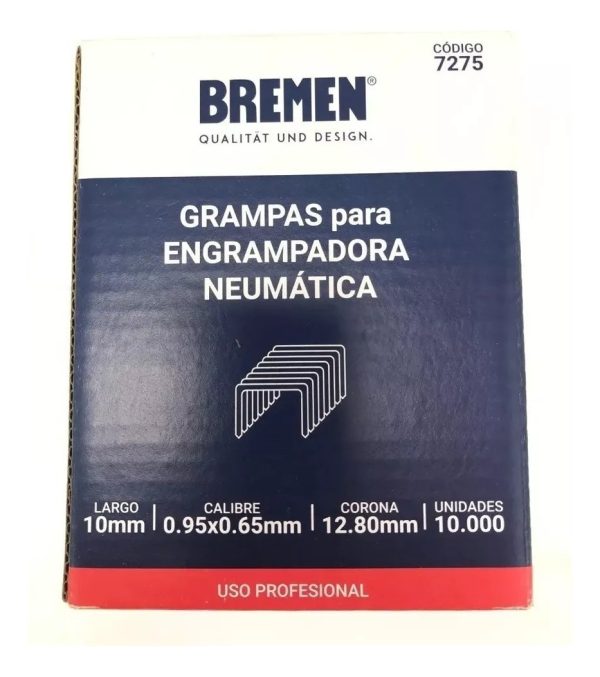 CÓDIGO
7275
BREMEN®
QUALITÄT UND DESIGN.
GRAMPAS para
ENGRAMPADORA
NEUMÁTICA
LARGO
10mm
CALIBRE
0.95x0.65mm
CORONA
12.80mm
UNIDADES
10.000
USO PROFESIONAL